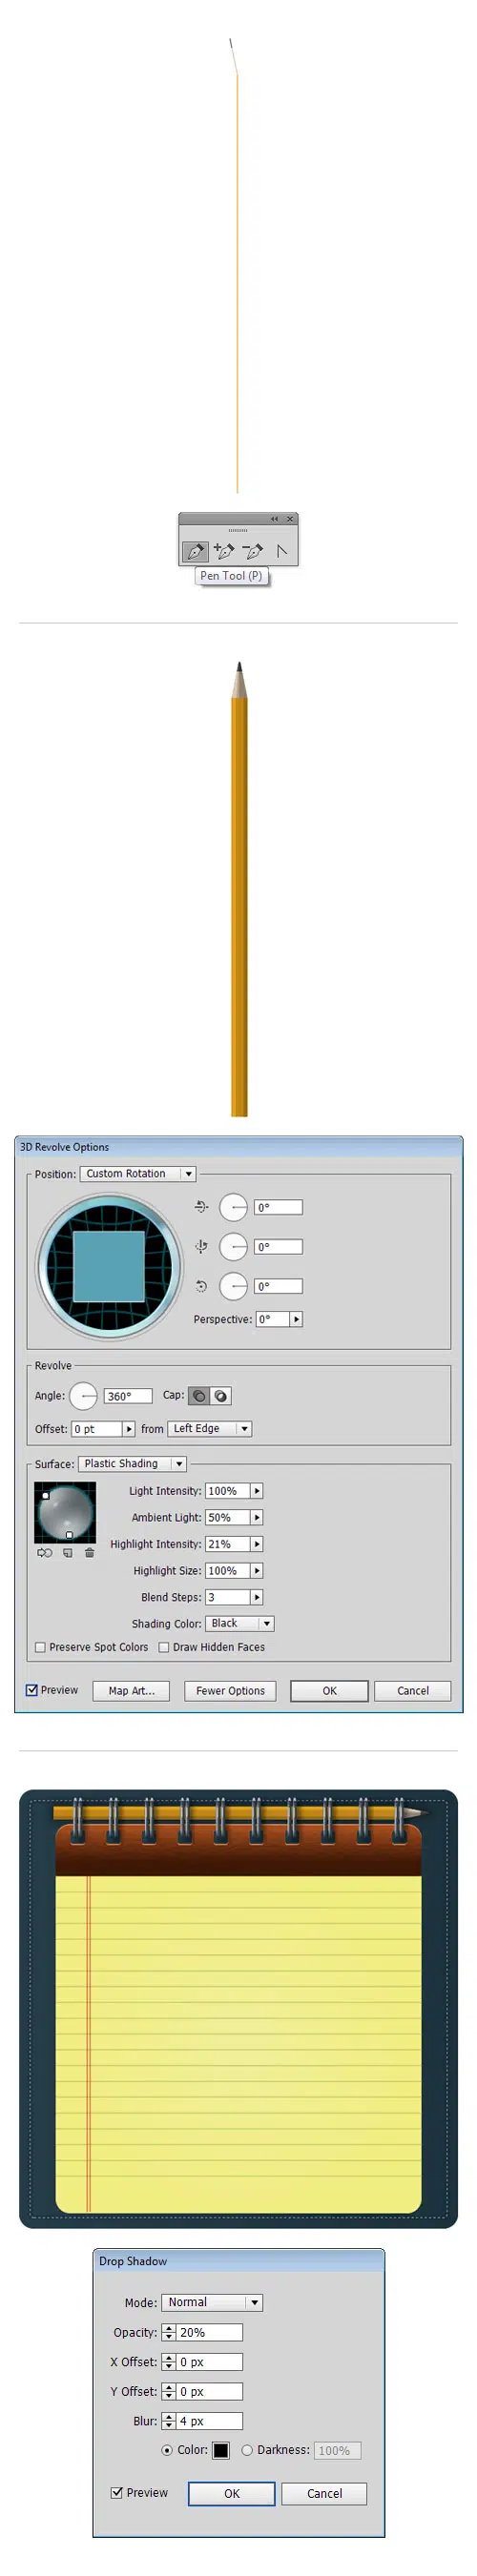 Pen Tool (P)
3D Revolve Options
Position: Custom Rotation
0°
0°
0°
Perspective: 0°
Revolve
Angle: 360° Cap:
Offset: 0 pt from Left Edge
Surface: Plastic Shading
Light Intensity: 100%
Ambient Light: 50%
Highlight Intensity: 21%
Highlight Size: 100%
Blend Steps: 3
Shading Color: Black
Preserve Spot Colors Draw Hidden Faces
Preview Map Art... Fewer Options OK Cancel
Drop Shadow
Mode: Normal
Opacity: 20%
X Offset: 0 px
Y Offset: 0 px
Blur: 4 px
Color: Darkness: 100%
Preview OK Cancel